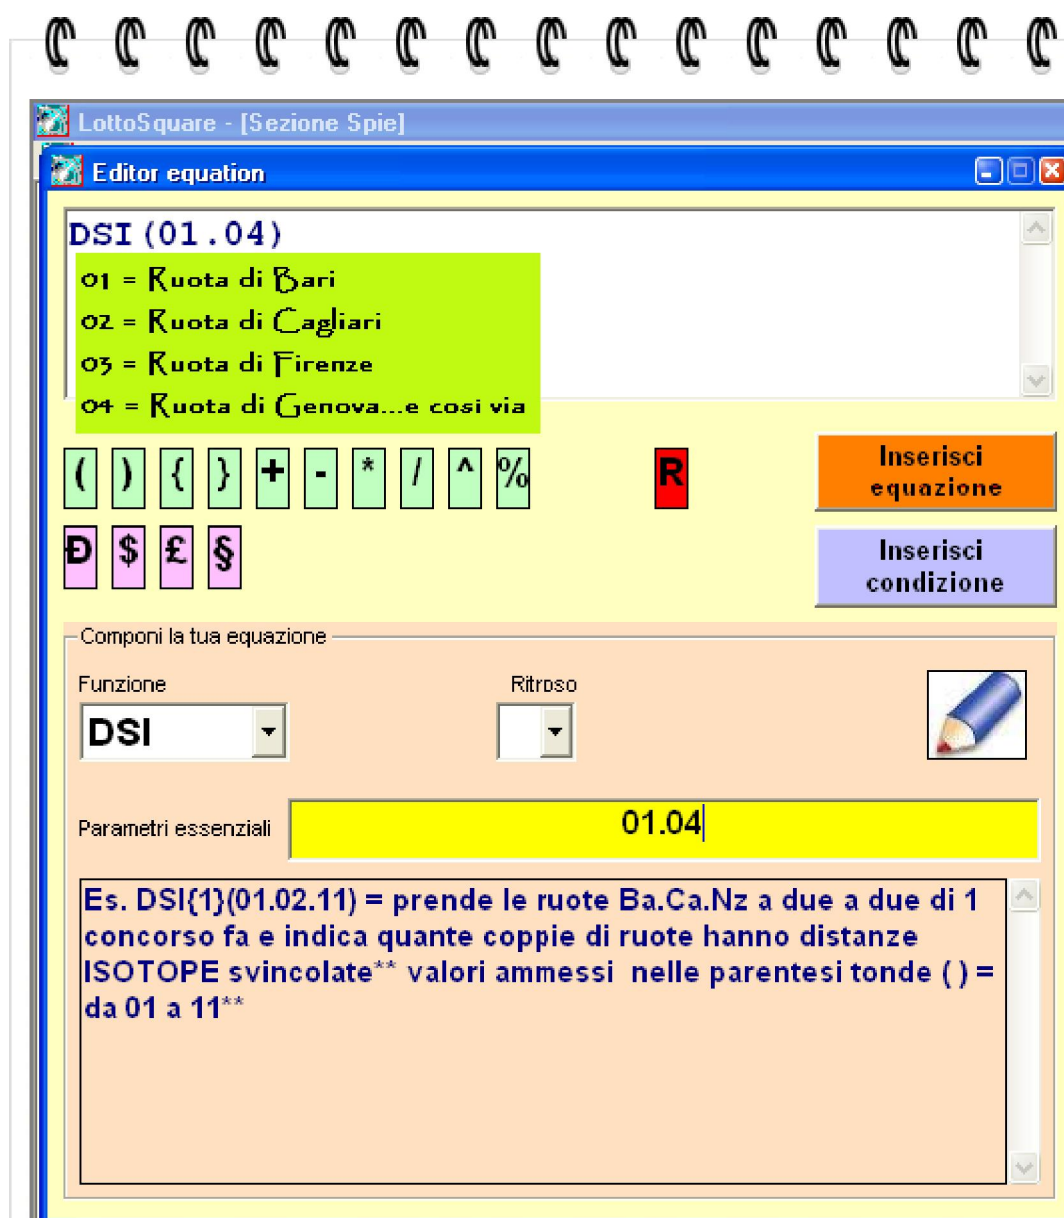 LottoSquare - [Sezione Spie]
Editor equation
DSI(01.04)
01 = Ruota di Bari
02 = Ruota di Cagliari
03 = Ruota di Firenze
04 = Ruota di Genova...e cosi via
( ) { } + - * / ^ % R
Inserisci
equazione
Đ $ £ §
Inserisci
condizione
Componi la tua equazione
Funzione Ritroso
DSI
Parametri essenziali 01.04
Es. DSI{1}(01.02.11) = prende le ruote Ba.Ca.Nz a due a due di 1
concorso fa e indica quante coppie di ruote hanno distanze
ISOTOPE svincolate** valori ammessi nelle parentesi tonde ( ) =
da 01 a 11**